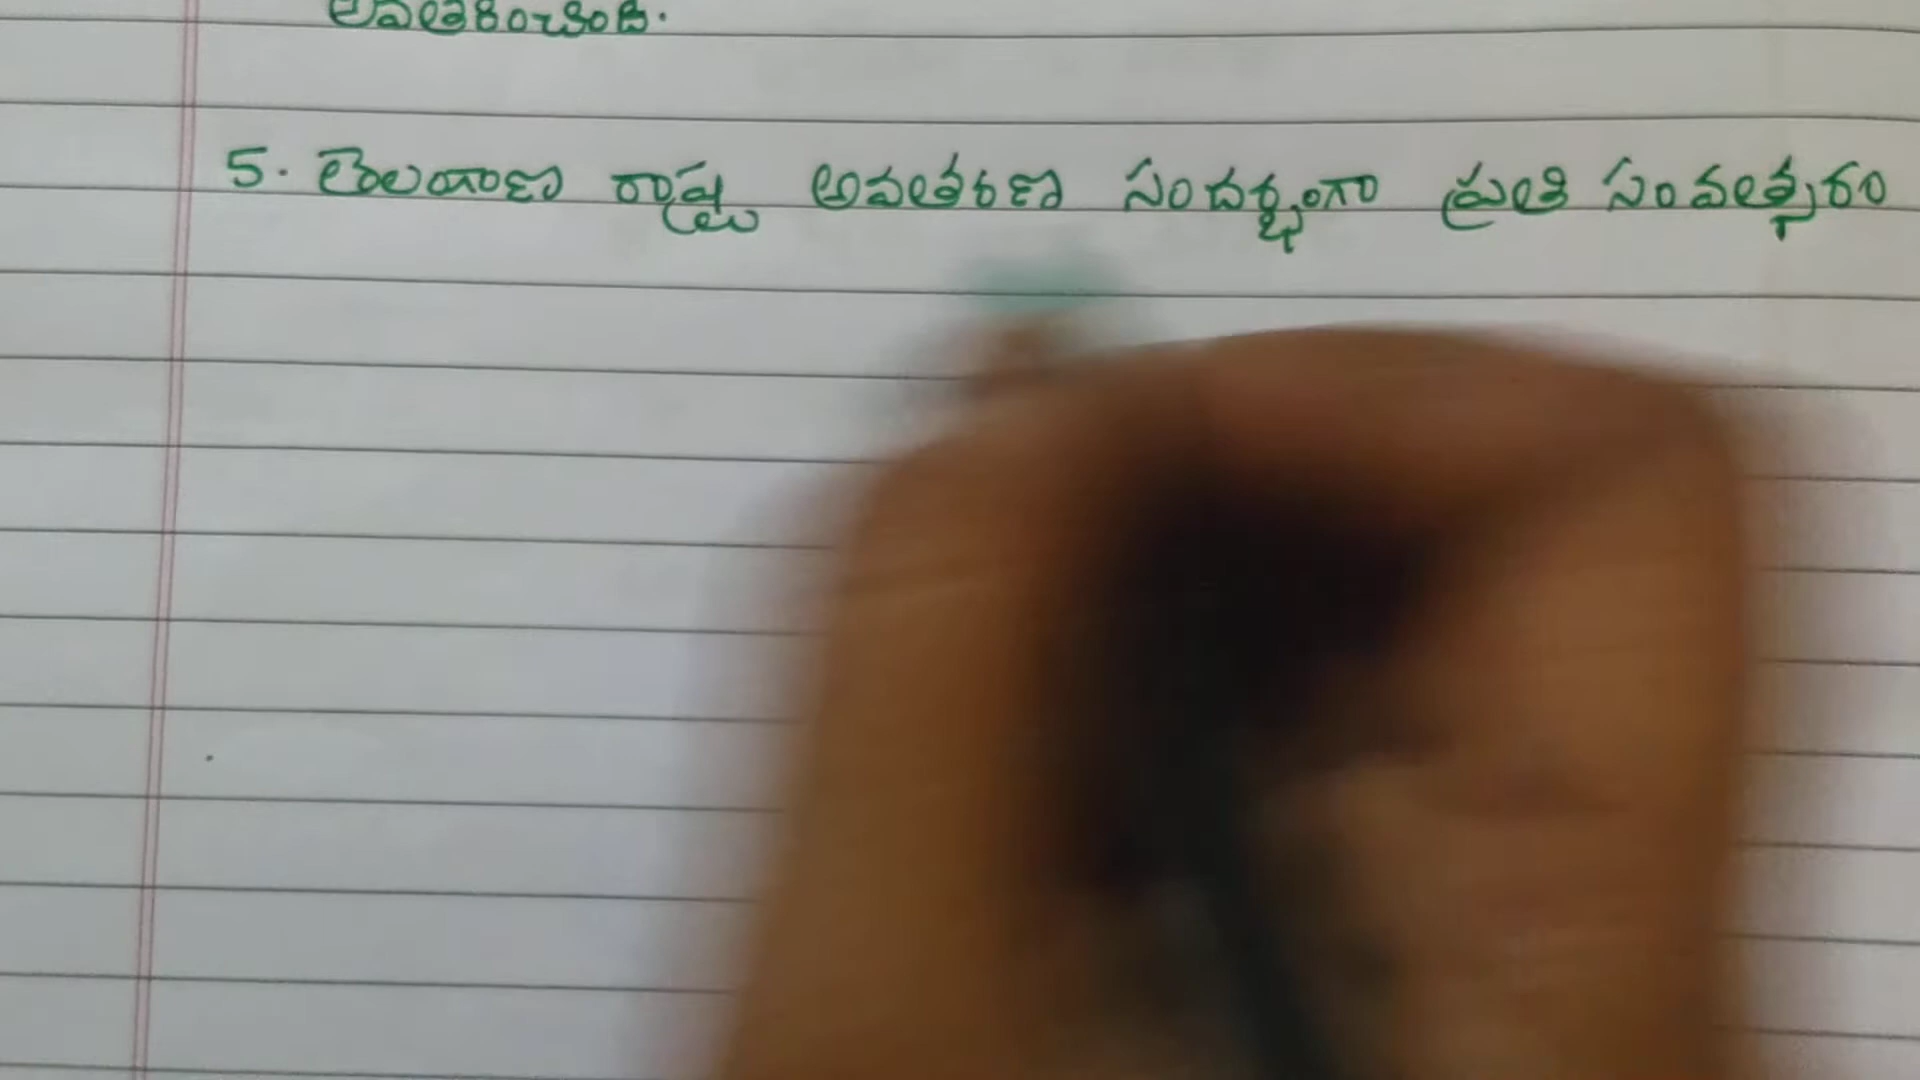 అవతరించింది.
5. తెలంగాణ రాష్ట్ర అవతరణ సందర్భంగా ప్రతి సంవత్సరం